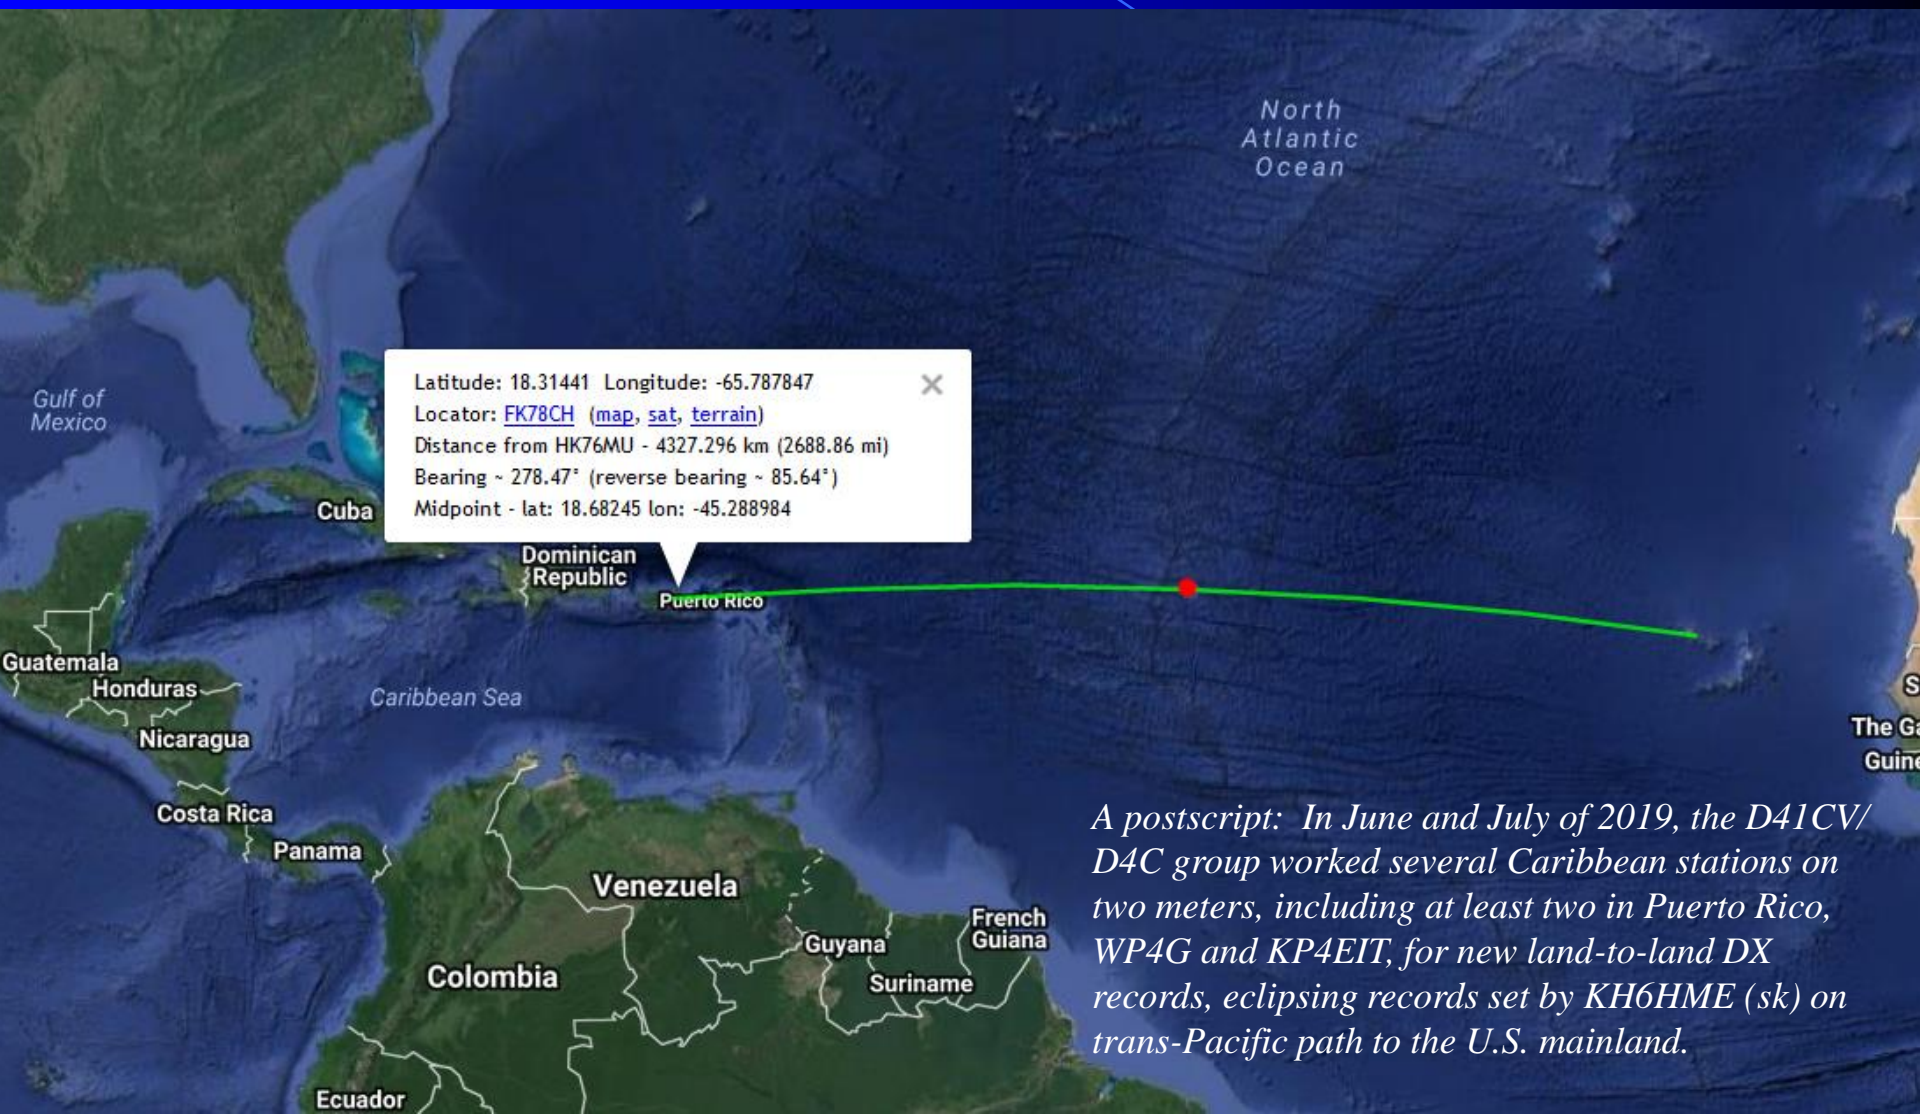 North
Atlantic
Ocean
Latitude: 18.31441 Longitude: -65.787847
Locator: FK78CH (map, sat, terrain)
Distance from HK76MU - 4327.296 km (2688.86 mi)
Bearing ~ 278.47° (reverse bearing ~ 85.64°)
Midpoint - lat: 18.68245 lon: -45.288984
Gulf of
Mexico
Cuba
Dominican
Republic
Puerto Rico
Guatemala
Honduras
Caribbean Sea
Nicaragua
Costa Rica
Panama
Venezuela
Guyana
French
Guiana
Suriname
Colombia
Ecuador
S
The Ga
Guine
A postscript: In June and July of 2019, the D41CV/
D4C group worked several Caribbean stations on
two meters, including at least two in Puerto Rico,
WP4G and KP4EIT, for new land-to-land DX
records, eclipsing records set by KH6HME (sk) on
trans-Pacific path to the U.S. mainland.